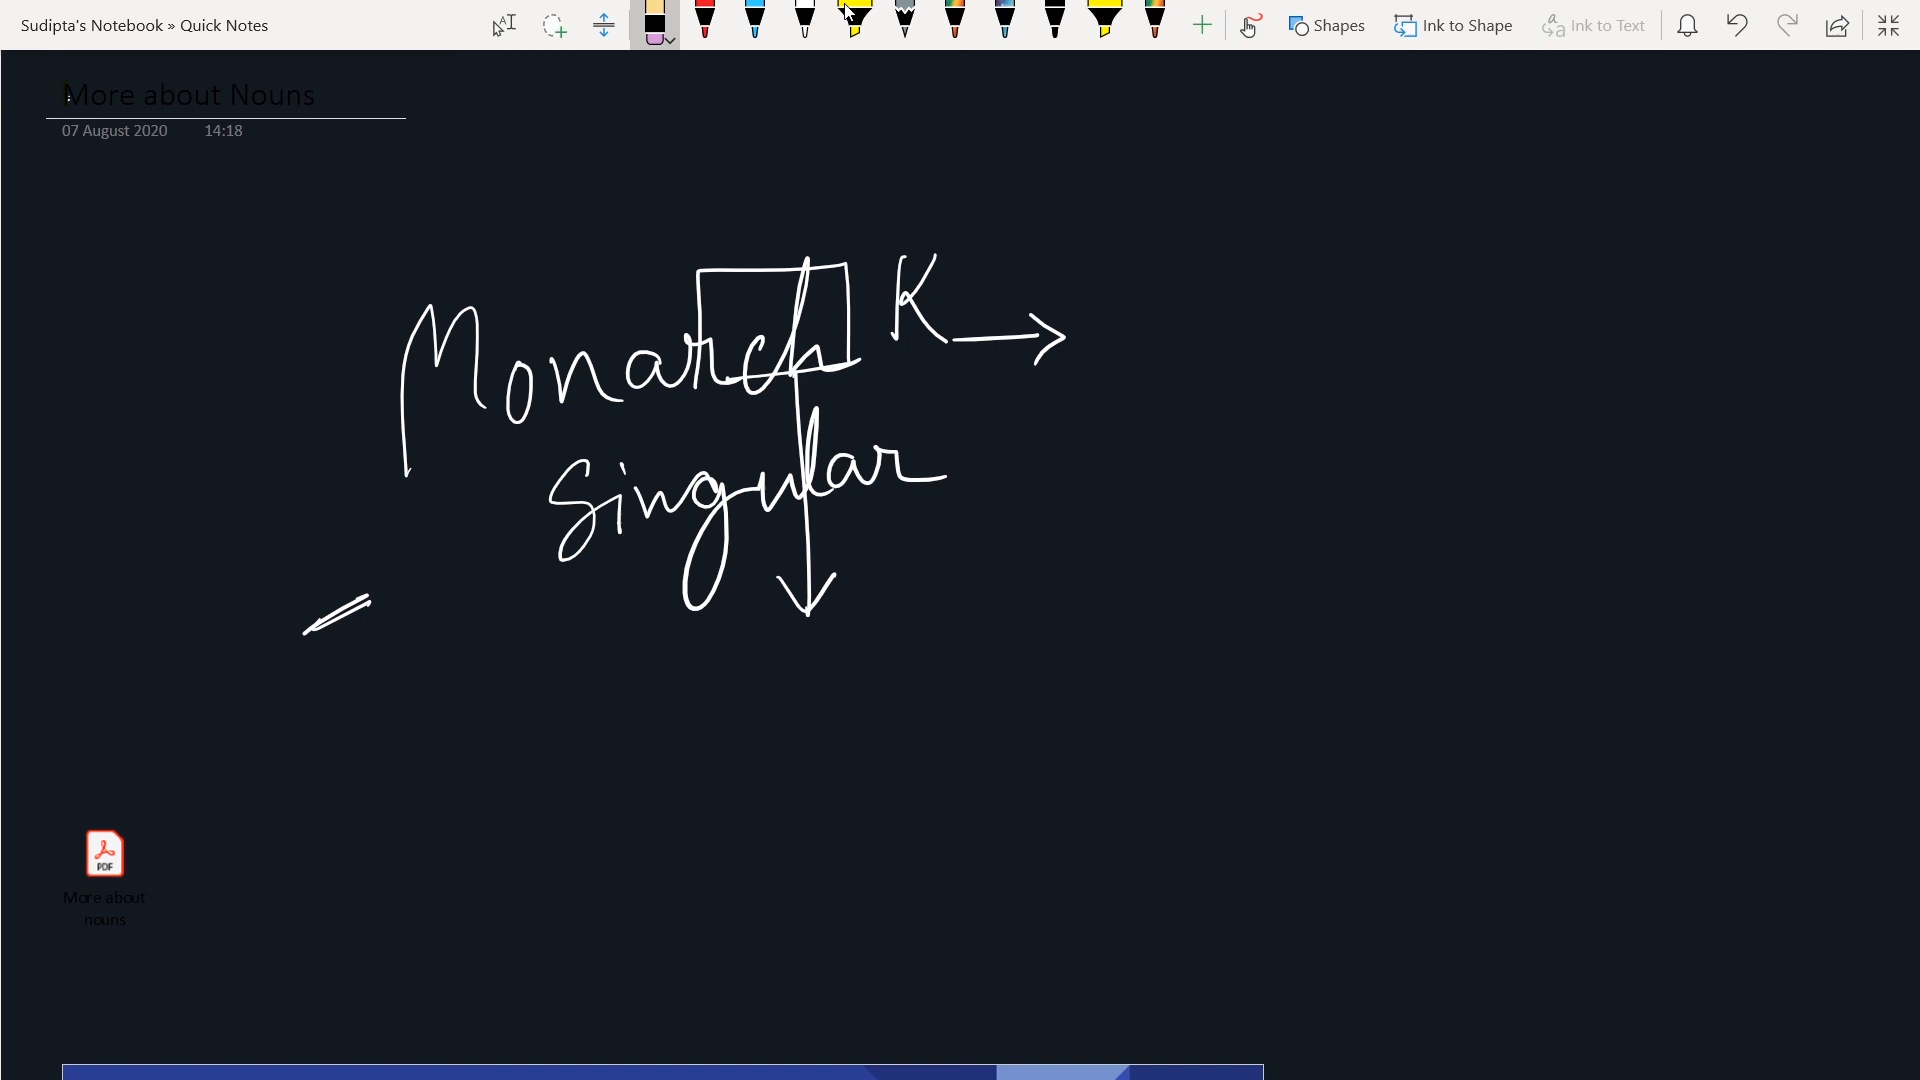 Sudipta's Notebook » Quick Notes
Shapes
Ink to Shape
Ink to Text
More about Nouns
07 August 2020 14:18
Monarch K
Singular
PDF
More about
nouns